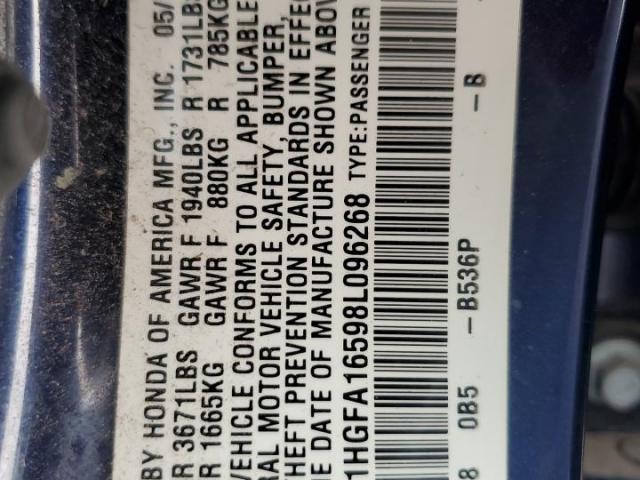 BY HONDA OF AMERICA MFG., INC. 05/
R 3671LBS GAWR F 1940LBS R 1731LBS
R 1665KG GAWR F 880KG R 785KG
VEHICLE CONFORMS TO ALL APPLICABLE
RAL MOTOR VEHICLE SAFETY, BUMPER,
THEFT PREVENTION STANDARDS IN EFFEC
HE DATE OF MANUFACTURE SHOWN ABOV
1HGFA16598L096268 TYPE:PASSENGER
8 0B5 -B536P -B